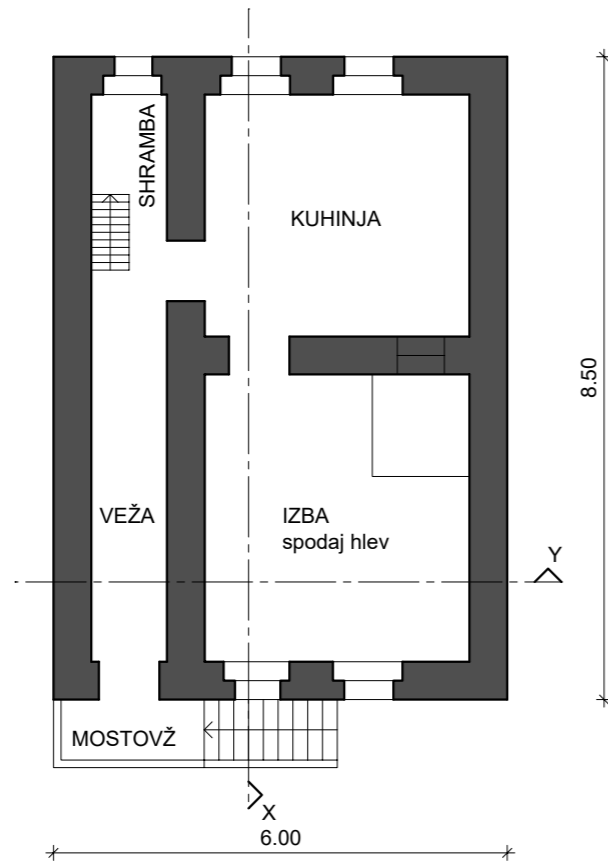 SHRAMBA
KUHINJA
8.50
VEŽA
IZBA
spodaj hlev
Y
MOSTOVŽ
X
6.00